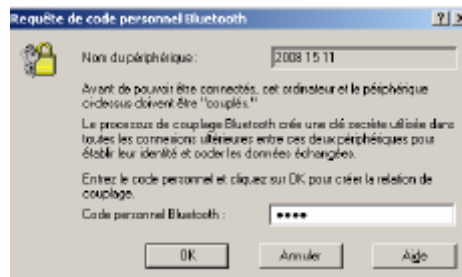 Requête de code personnel Bluetooth
Nom du périphérique : 2008 15 11
Avant de pouvoir être connectés, cet ordinateur et le périphérique
ci-dessus doivent être "couplés."
Le processus de couplage Bluetooth crée une clé secrète utilisée dans
toutes les connexions ultérieures entre ces deux périphériques pour
établir leur identité et coder les données échangées.
Entrez le code personnel et cliquez sur OK pour créer la relation de
couplage.
Code personnel Bluetooth : ••••
OK Annuler Aide